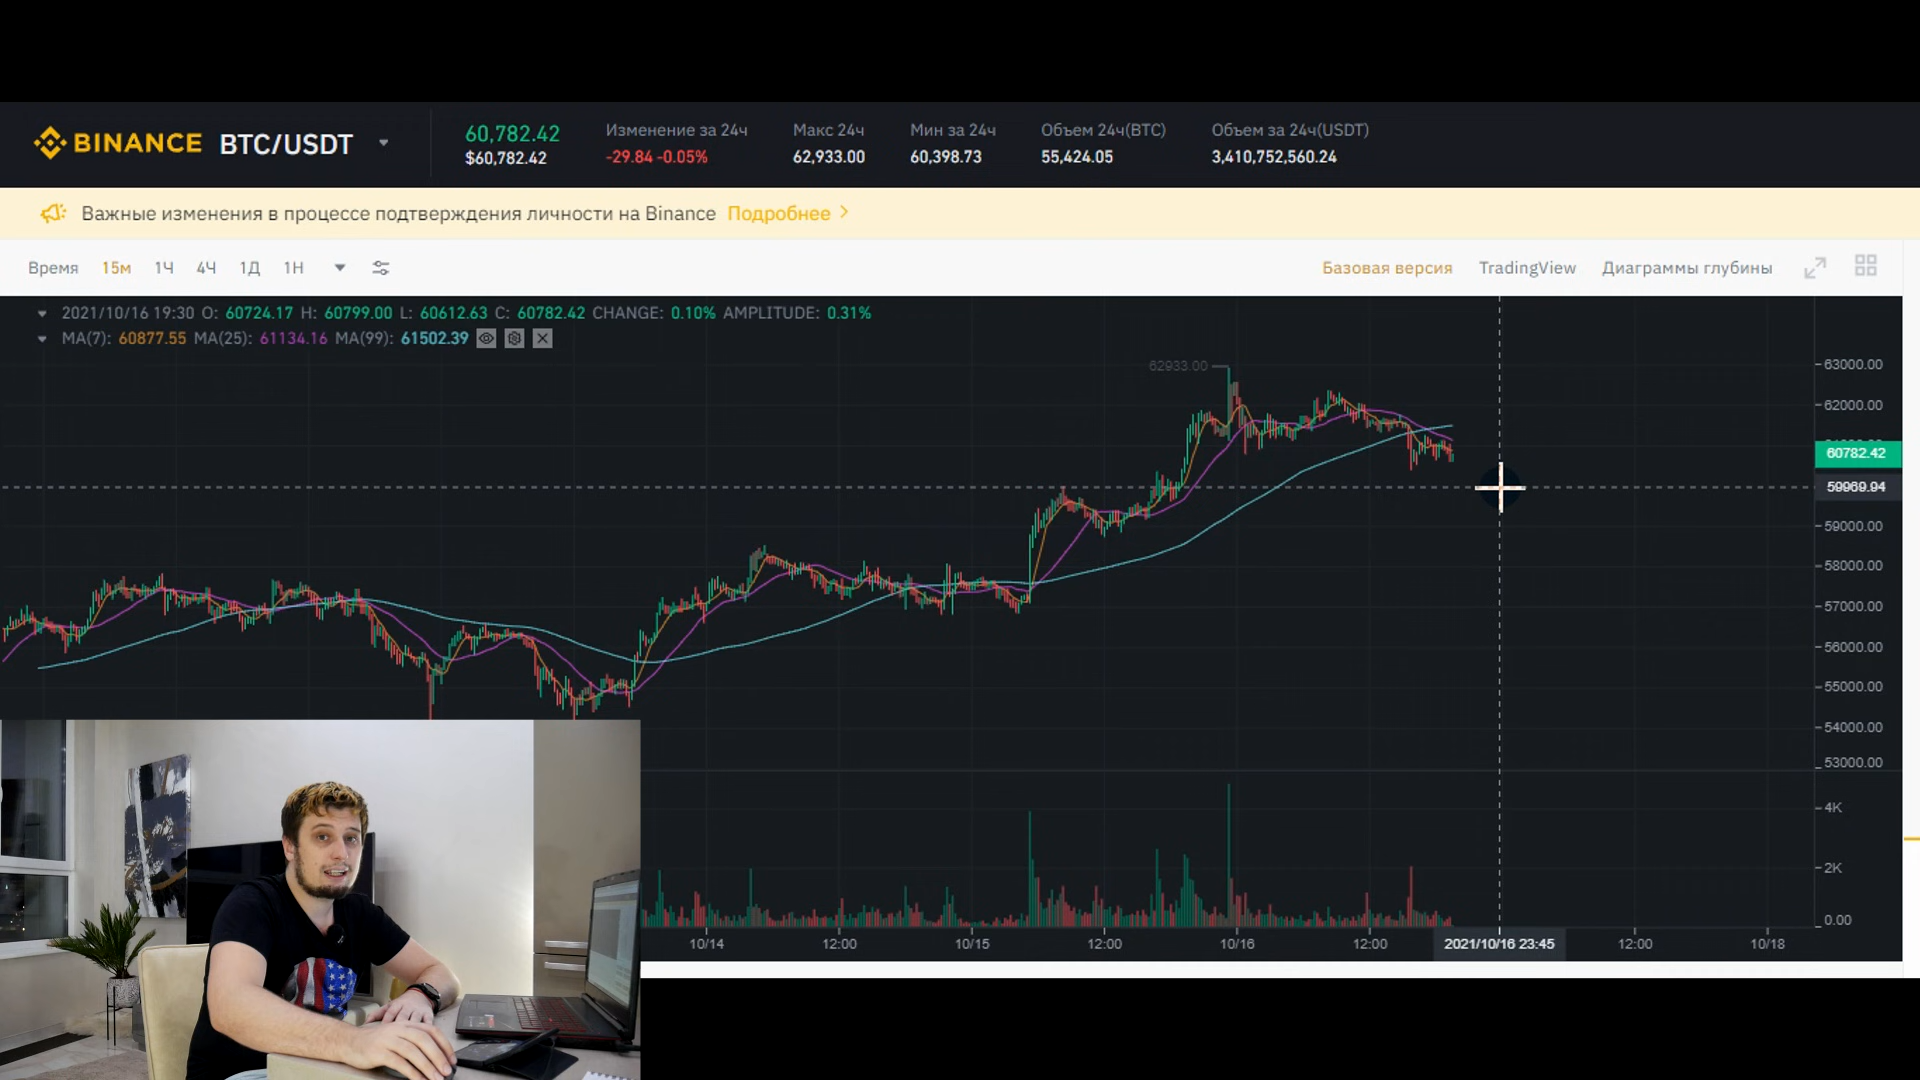 BINANCE BTC/USDT
60,782.42
$60,782.42
Изменение за 24ч
-29.84 -0.05%
Макс 24ч
62,933.00
Мин за 24ч
60,398.73
Объем 24ч(BTC)
55,424.05
Объем за 24ч(USDT)
3,410,752,560.24
Важные изменения в процессе подтверждения личности на Binance Подробнее
Время 15м 1Ч 4Ч 1Д 1Н
Базовая версия TradingView Диаграммы глубины
2021/10/16 19:30 O: 60724.17 H: 60799.00 L: 60612.63 C: 60782.42 CHANGE: 0.10% AMPLITUDE: 0.31%
MA(7): 60877.55 MA(25): 61134.16 MA(99): 61502.39
62933.00
63000.00
62000.00
60782.42
59969.94
59000.00
58000.00
57000.00
56000.00
55000.00
54000.00
53000.00
4K
2K
0.00
10/14 12:00 10/15 12:00 10/16 12:00 2021/10/16 23:45 12:00 10/18